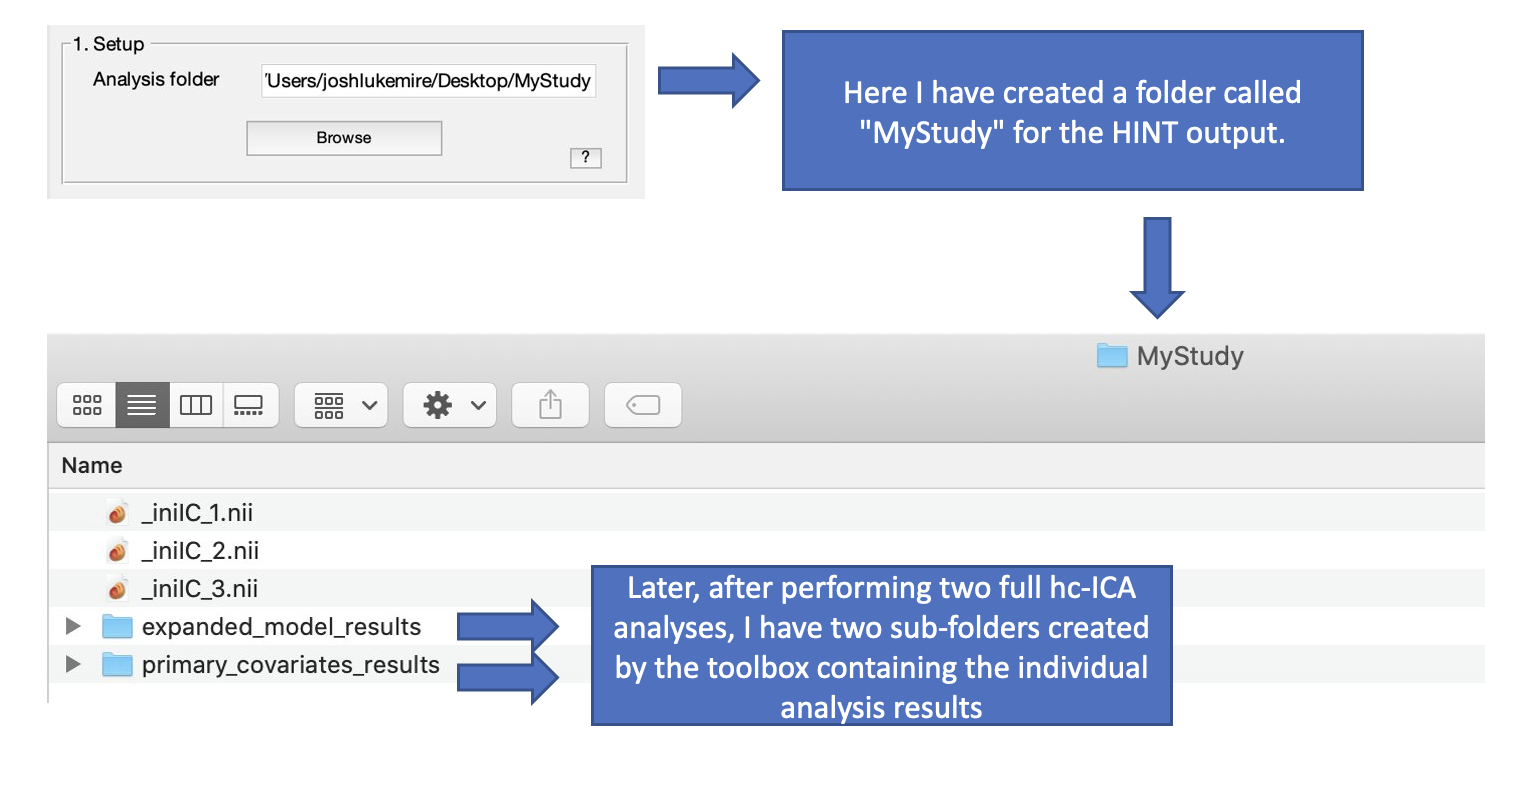 1. Setup
Analysis folder
'Users/joshlukemire/Desktop/MyStudy
Browse
?
Here I have created a folder called
"MyStudy" for the HINT output.
MyStudy
Name
_iniIC_1.nii
_iniIC_2.nii
_iniIC_3.nii
expanded_model_results
primary_covariates_results
Later, after performing two full hc-ICA
analyses, I have two sub-folders created
by the toolbox containing the individual
analysis results